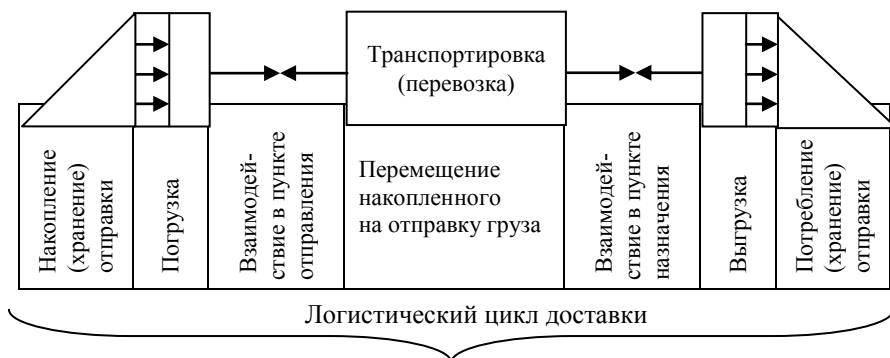 Транспортировка
(перевозка)
Накопление
(хранение)
отправки
Погрузка
Взаимодей-
ствие в пункте
отправления
Перемещение
накопленного
на отправку груза
Взаимодей-
ствие в пункте
назначения
Выгрузка
Потребление
(хранение)
отправки
Логистический цикл доставки